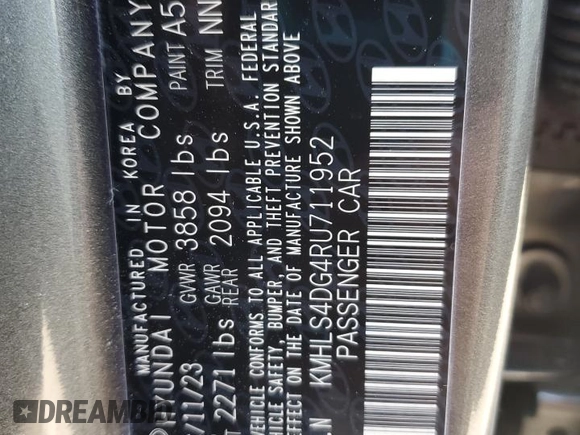 MANUFACTURED IN KOREA BY
HYUNDAI MOTOR COMPANY
/11/23 GVWR 3858 lbs PAINT A5
2271 lbs GAWR REAR 2094 lbs TRIM NN
VEHICLE CONFORMS TO ALL APPLICABLE U.S.A. FEDERAL
VEHICLE SAFETY, BUMPER, AND THEFT PREVENTION STANDAR
EFFECT ON THE DATE OF MANUFACTURE SHOWN ABOVE
.N KMHLS4DG4RU711952
PASSENGER CAR
DREAMBID